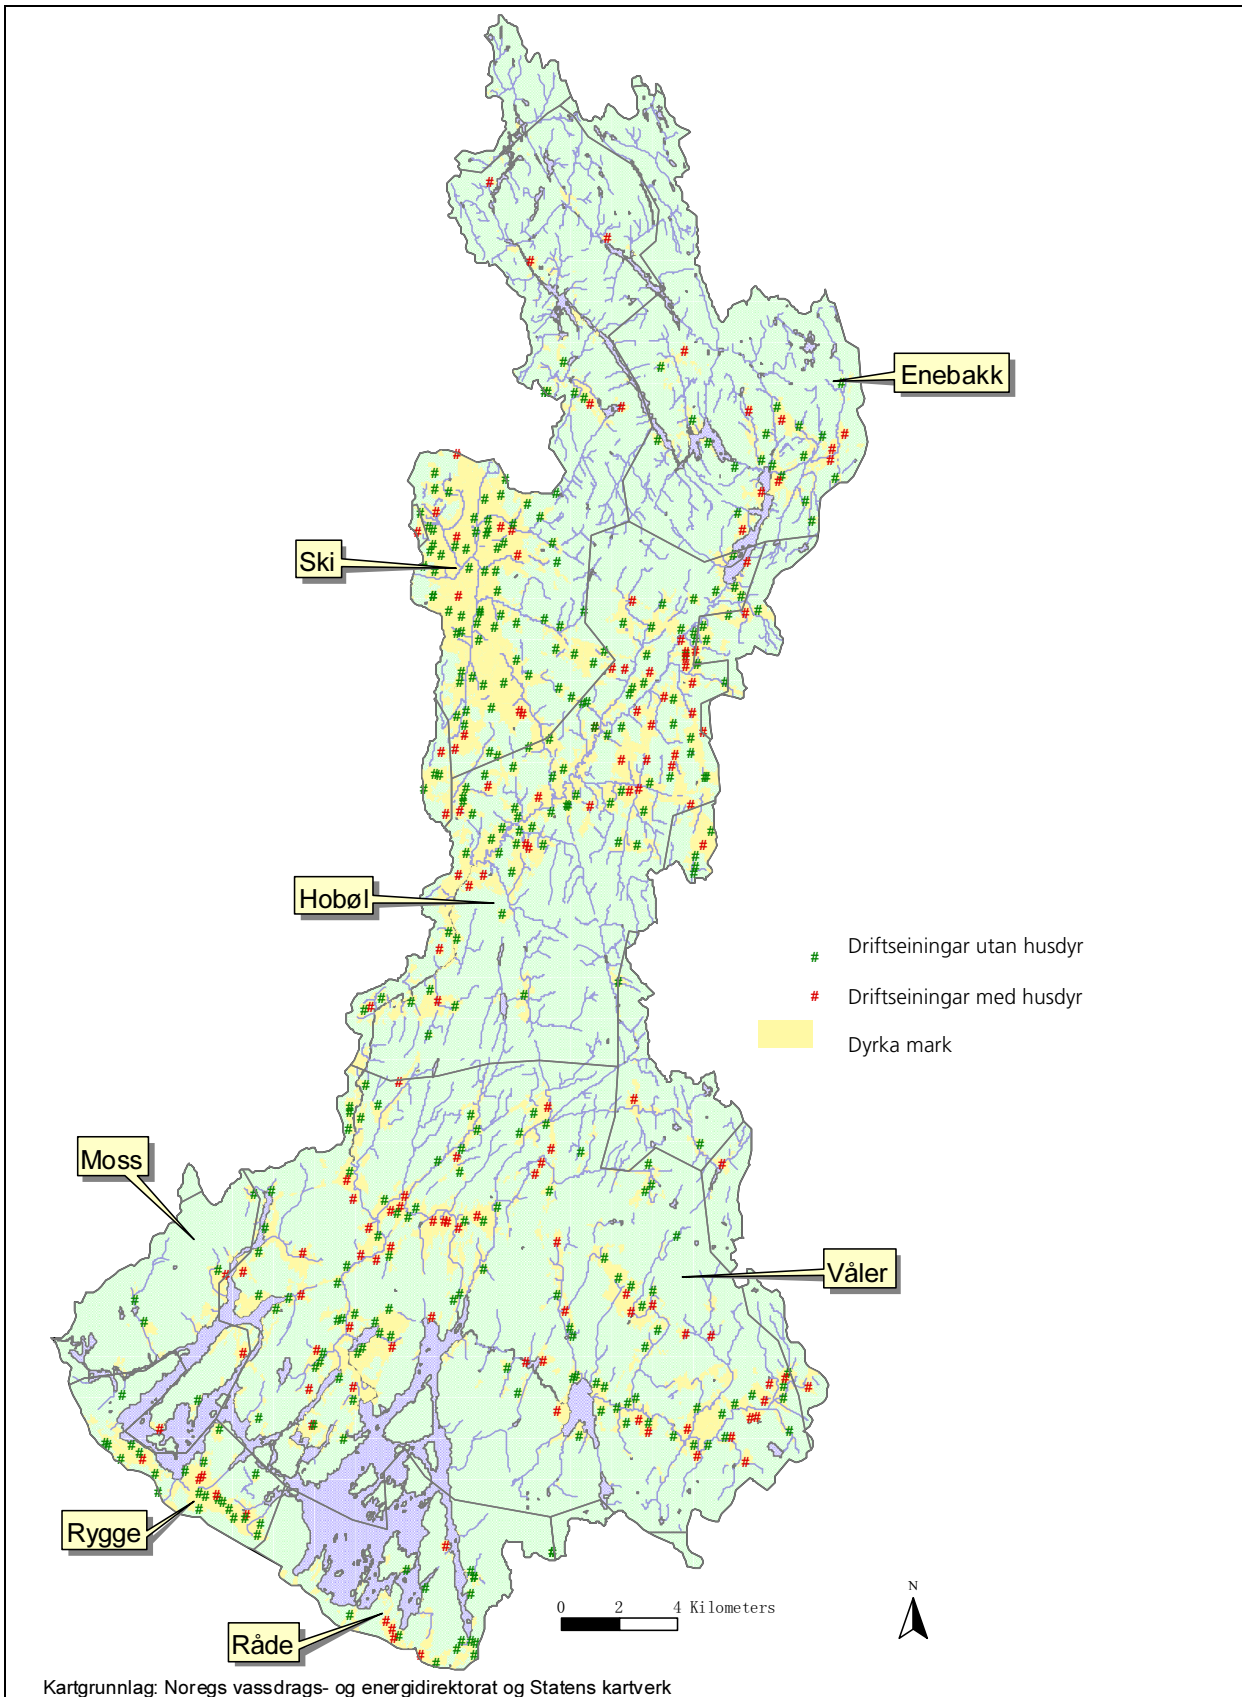 Enebakk
Ski
Hobøl
# Driftseiningar utan husdyr
# Driftseiningar med husdyr
Dyrka mark
Moss
Våler
Rygge
Råde
0 2 4 Kilometers
N
Kartgrunnlag: Noregs vassdrags- og energidirektorat og Statens kartverk